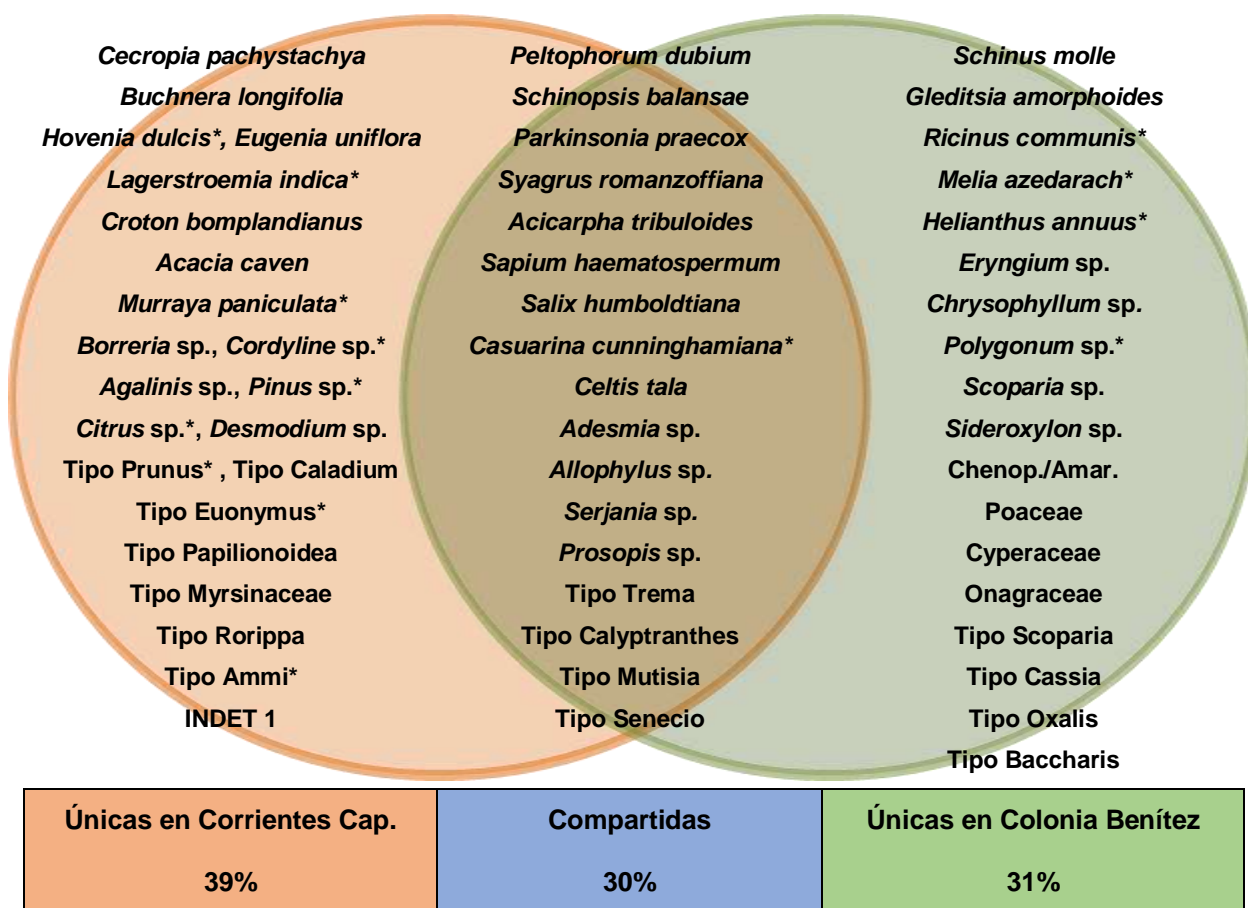 Cecropia pachystachya
Buchnera longifolia
Hovenia dulcis*, Eugenia uniflora
Lagerstroemia indica*
Croton bomplandianus
Acacia caven
Murraya paniculata*
Borreria sp., Cordyline sp.*
Agalinis sp., Pinus sp.*
Citrus sp.*, Desmodium sp.
Tipo Prunus* , Tipo Caladium
Tipo Euonymus*
Tipo Papilionoidea
Tipo Myrsinaceae
Tipo Rorippa
Tipo Ammi*
INDET 1
Peltophorum dubium
Schinopsis balansae
Parkinsonia praecox
Syagrus romanzoffiana
Acicarpha tribuloides
Sapium haematospermum
Salix humboldtiana
Casuarina cunninghamiana*
Celtis tala
Adesmia sp.
Allophylus sp.
Serjania sp.
Prosopis sp.
Tipo Trema
Tipo Calyptranthes
Tipo Mutisia
Tipo Senecio
Schinus molle
Gleditsia amorphoides
Ricinus communis*
Melia azedarach*
Helianthus annuus*
Eryngium sp.
Chrysophyllum sp.
Polygonum sp.*
Scoparia sp.
Sideroxylon sp.
Chenop./Amar.
Poaceae
Cyperaceae
Onagraceae
Tipo Scoparia
Tipo Cassia
Tipo Oxalis
Tipo Baccharis
Únicas en Corrientes Cap.
39%
Compartidas
30%
Únicas en Colonia Benítez
31%